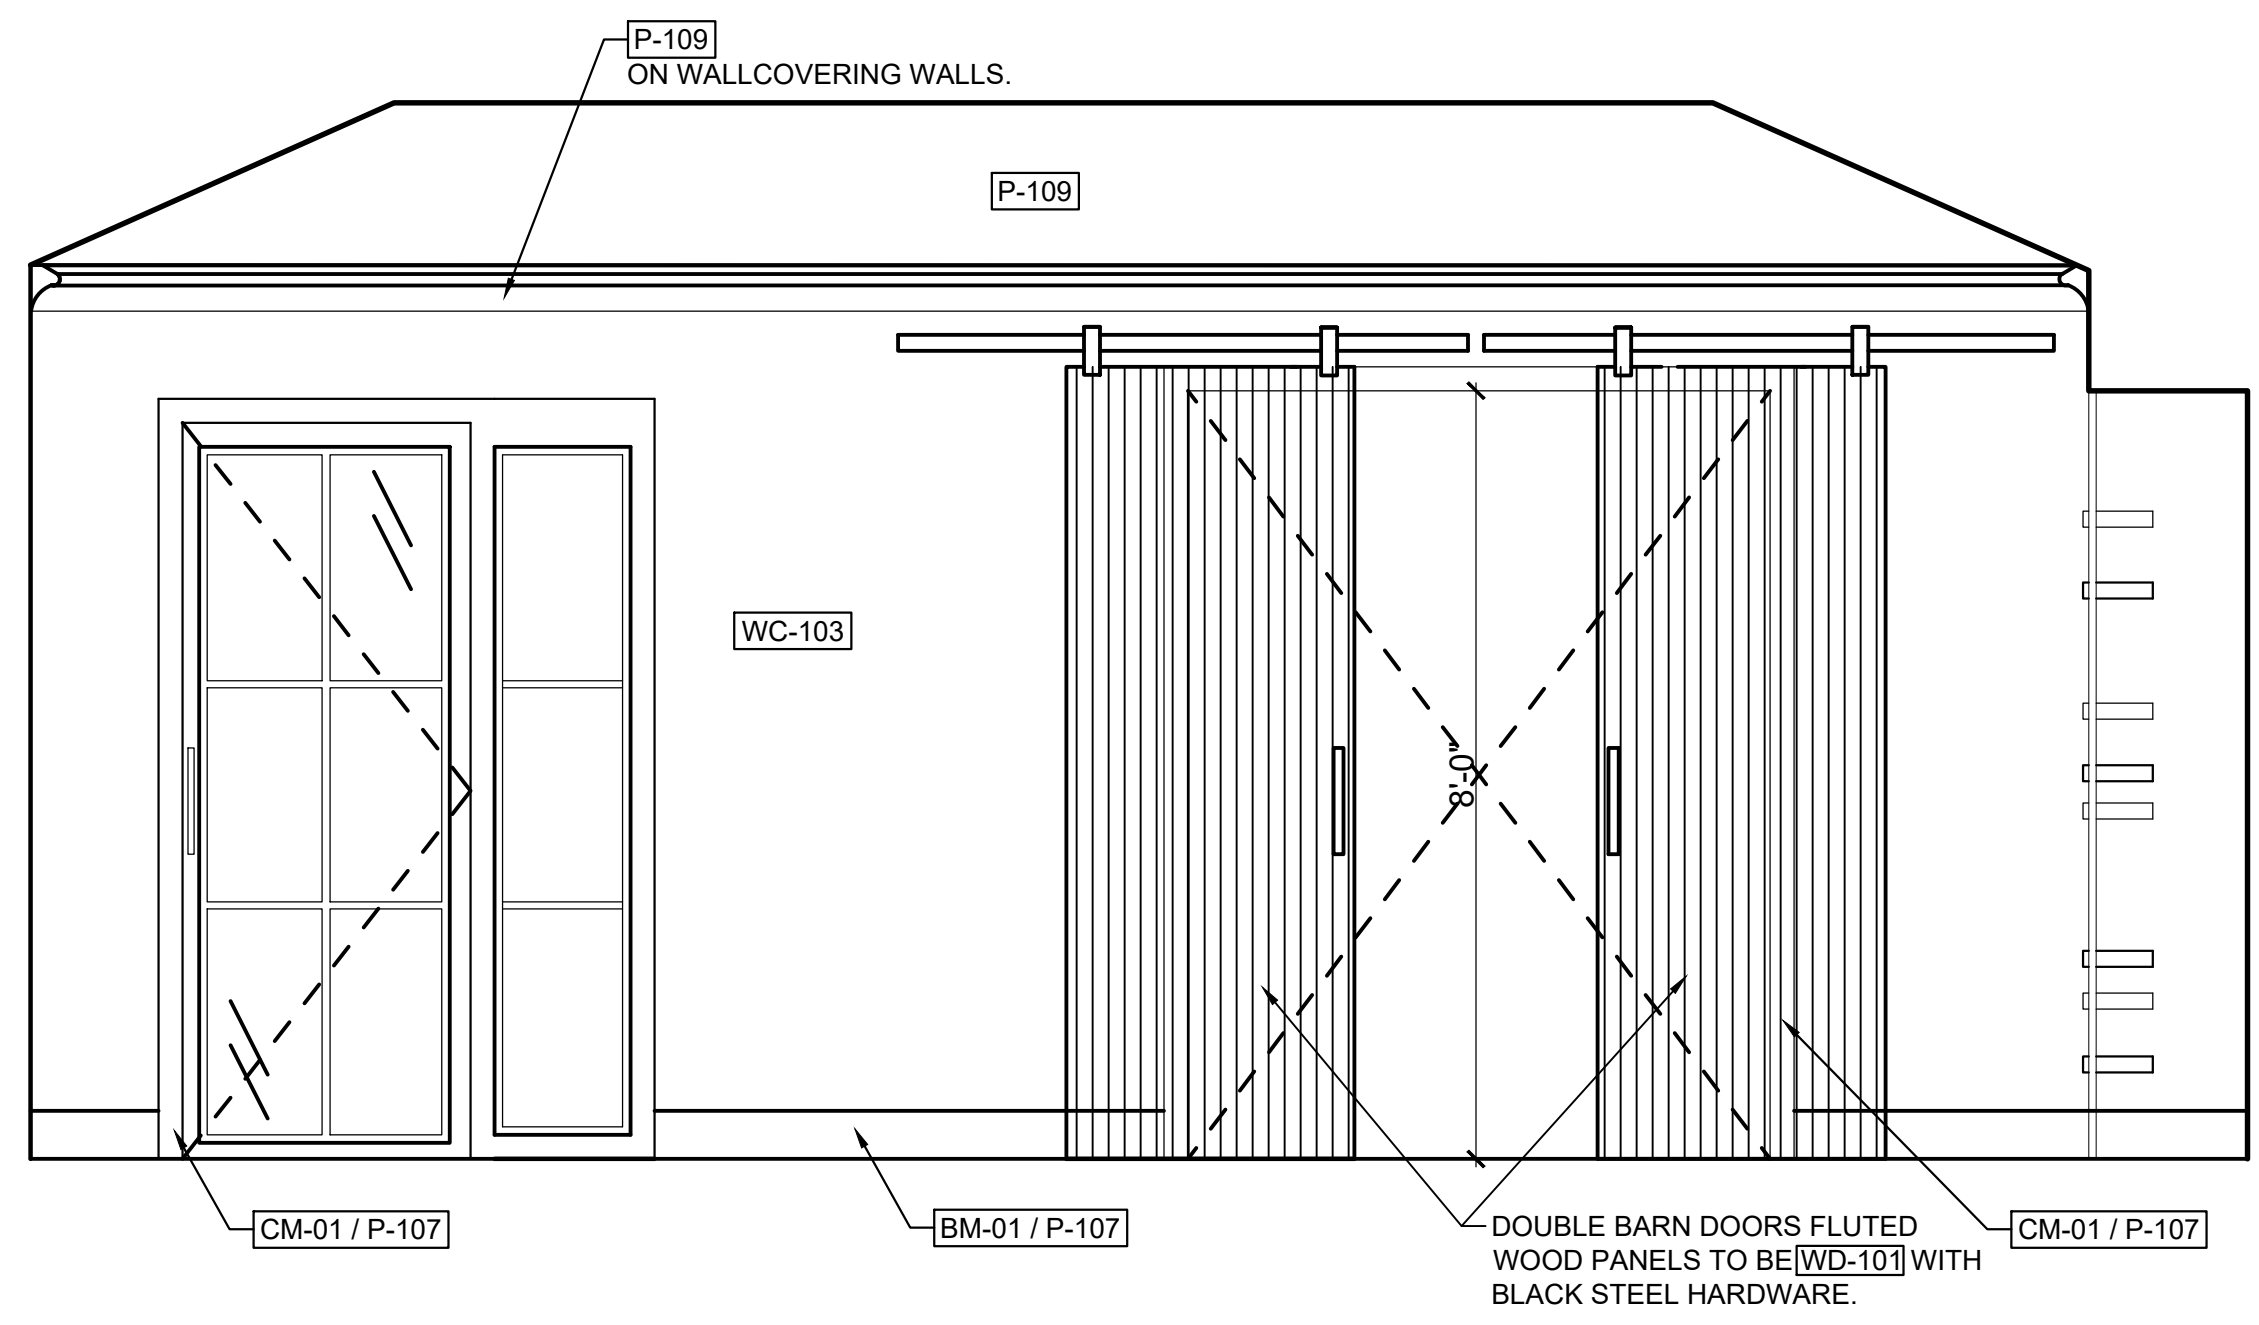 P-109
ON WALLCOVERING WALLS.
P-109
WC-103
8'-0"
CM-01 / P-107
BM-01 / P-107
DOUBLE BARN DOORS FLUTED
WOOD PANELS TO BE WD-101 WITH
BLACK STEEL HARDWARE.
CM-01 / P-107